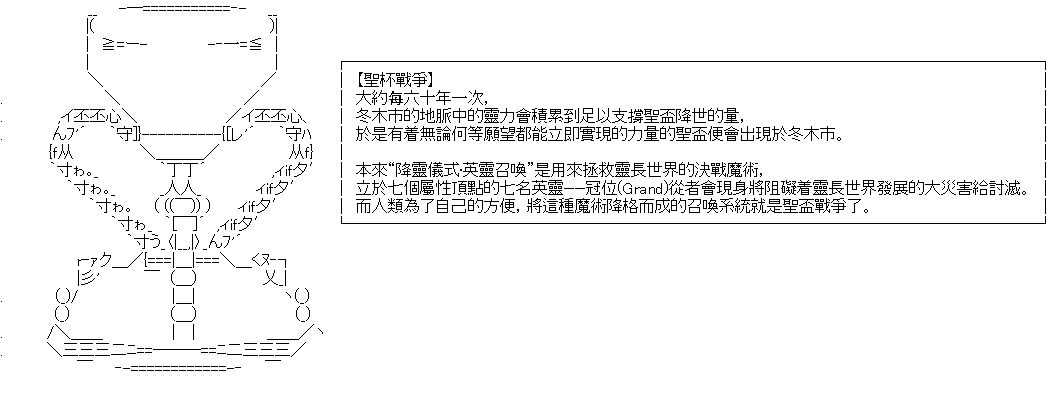 【聖杯戰爭】
大約每六十年一次,
冬木市的地脈中的靈力會積累到足以支撐聖盃降世的量,
於是有着無論何等願望都能立即實現的力量的聖盃便會出現於冬木市。
本來“降靈儀式·英靈召喚”是用來拯救靈長世界的決戰魔術,
立於七個屬性頂點的七名英靈——冠位(Grand)從者會現身將阻礙着靈長世界發展的大災害給討滅。
而人類為了自己的方便, 將這種魔術降格而成的召喚系統就是聖盃戰爭了。